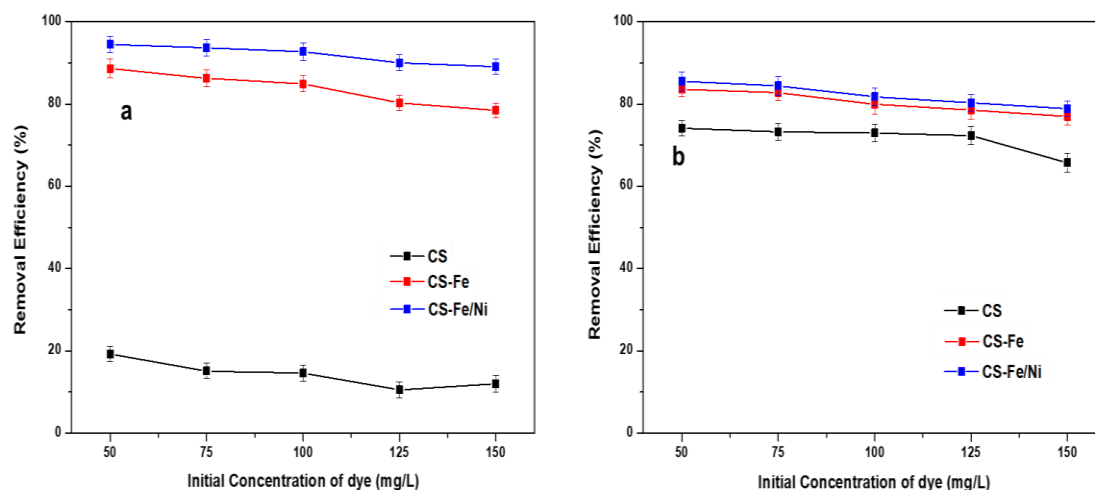 100
80
60
40
20
0
Removal Efficiency (%)
a
CS
CS-Fe
CS-Fe/Ni
50 75 100 125 150
Initial Concentration of dye (mg/L)
100
80
60
40
20
0
Removal Efficiency (%)
b
CS
CS-Fe
CS-Fe/Ni
50 75 100 125 150
Initial Concentration of dye (mg/L)